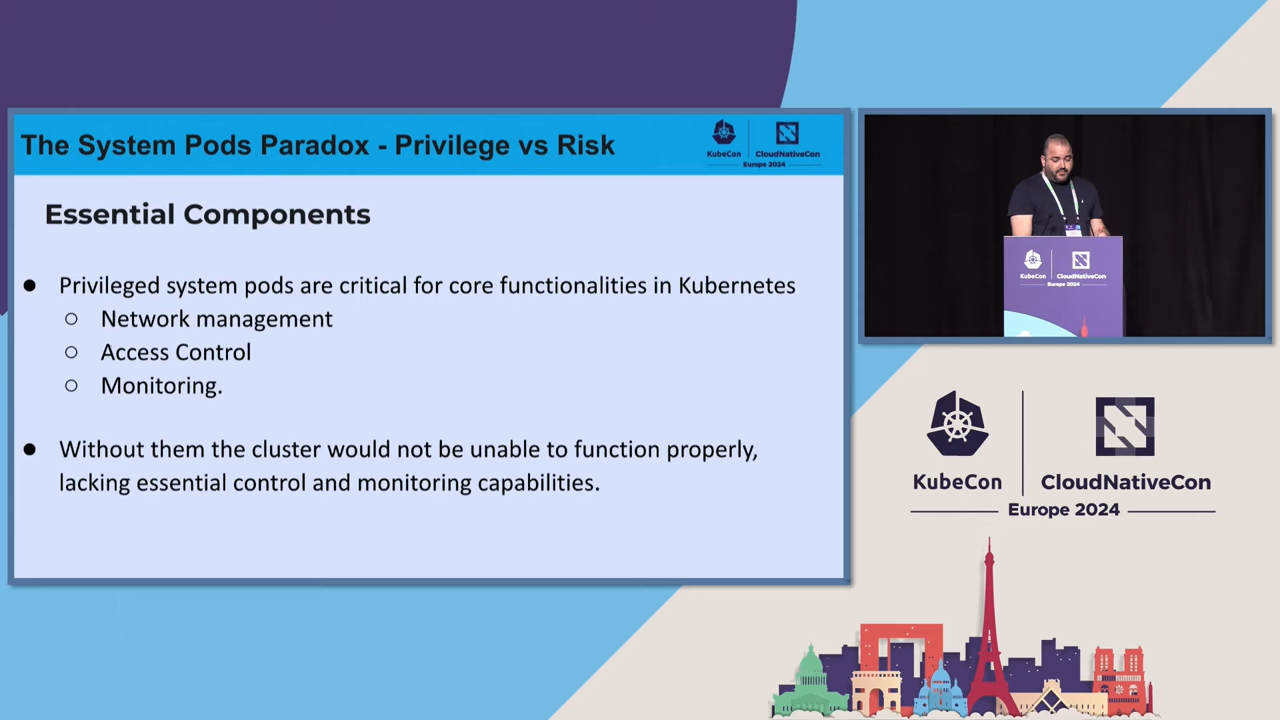 The System Pods Paradox - Privilege vs Risk
KubeCon
CloudNativeCon
Europe 2024
Essential Components
● Privileged system pods are critical for core functionalities in Kubernetes
○ Network management
○ Access Control
○ Monitoring.
● Without them the cluster would not be unable to function properly,
lacking essential control and monitoring capabilities.
KubeCon
CloudNativeCon
Europe 2024
KubeCon
CloudNativeCon
Europe 2024